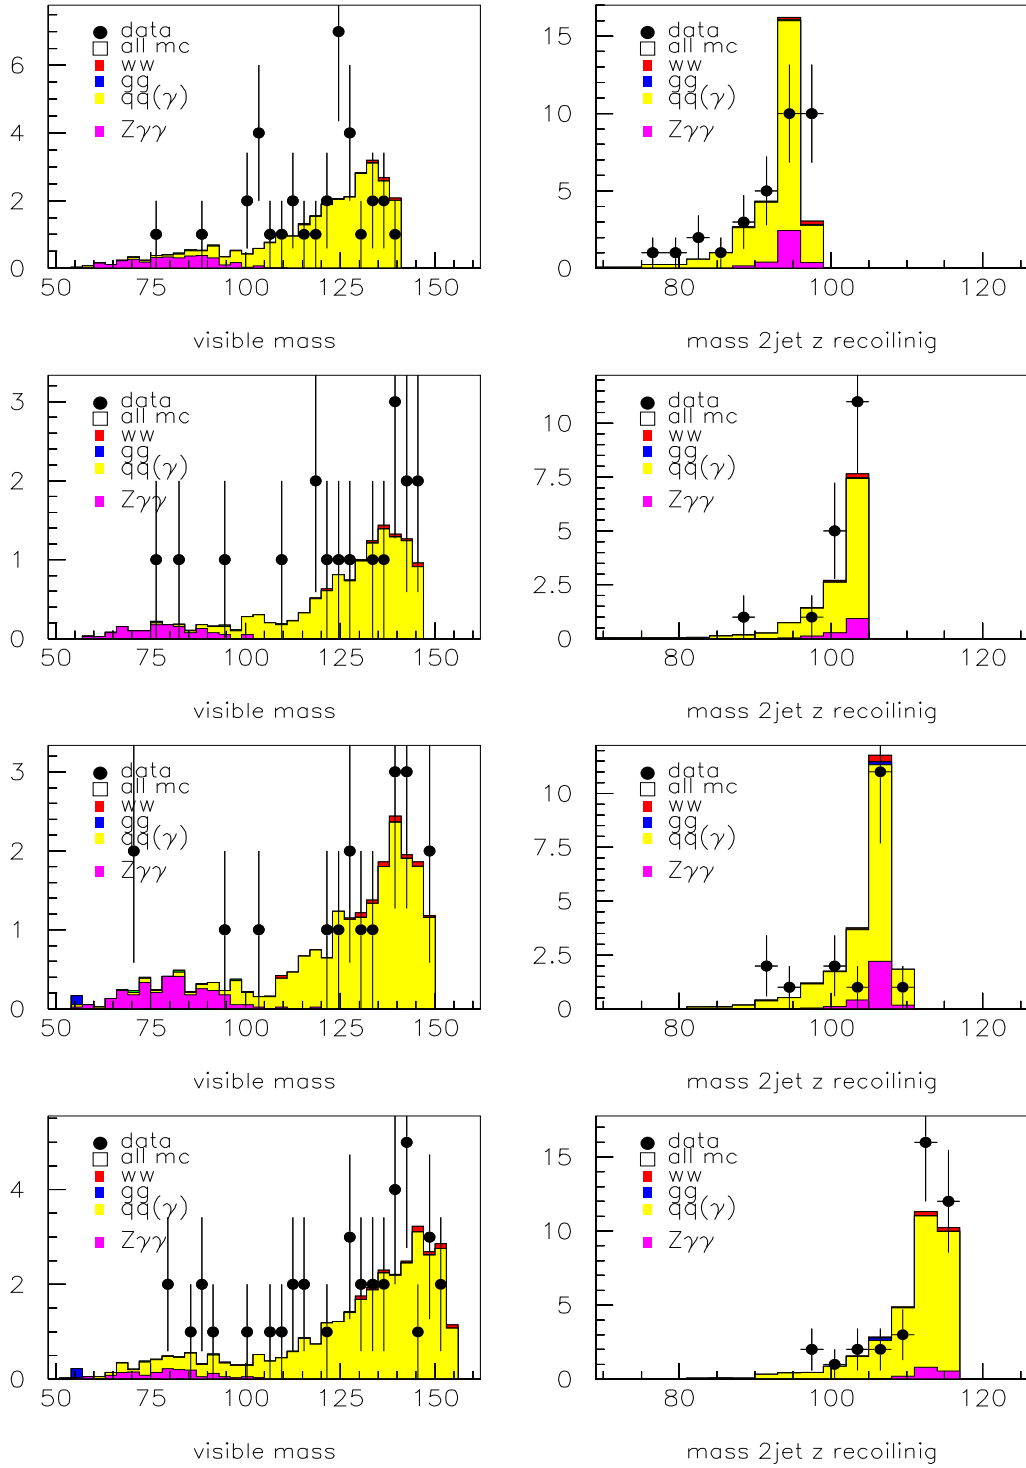 data
all mc
ww
gg
qq(γ)
Zγγ
6
4
2
0
50 75 100 125 150
visible mass
data
all mc
ww
gg
qq(γ)
Zγγ
15
10
5
0
80 100 120
mass 2jet z recoilinig
data
all mc
ww
gg
qq(γ)
Zγγ
3
2
1
0
50 75 100 125 150
visible mass
data
all mc
ww
gg
qq(γ)
Zγγ
10
7.5
5
2.5
0
80 100 120
mass 2jet z recoilinig
data
all mc
ww
gg
qq(γ)
Zγγ
3
2
1
0
50 75 100 125 150
visible mass
data
all mc
ww
gg
qq(γ)
Zγγ
10
7.5
5
2.5
0
80 100 120
mass 2jet z recoilinig
data
all mc
ww
gg
qq(γ)
Zγγ
4
2
0
50 75 100 125 150
visible mass
data
all mc
ww
gg
qq(γ)
Zγγ
15
10
5
0
80 100 120
mass 2jet z recoilinig